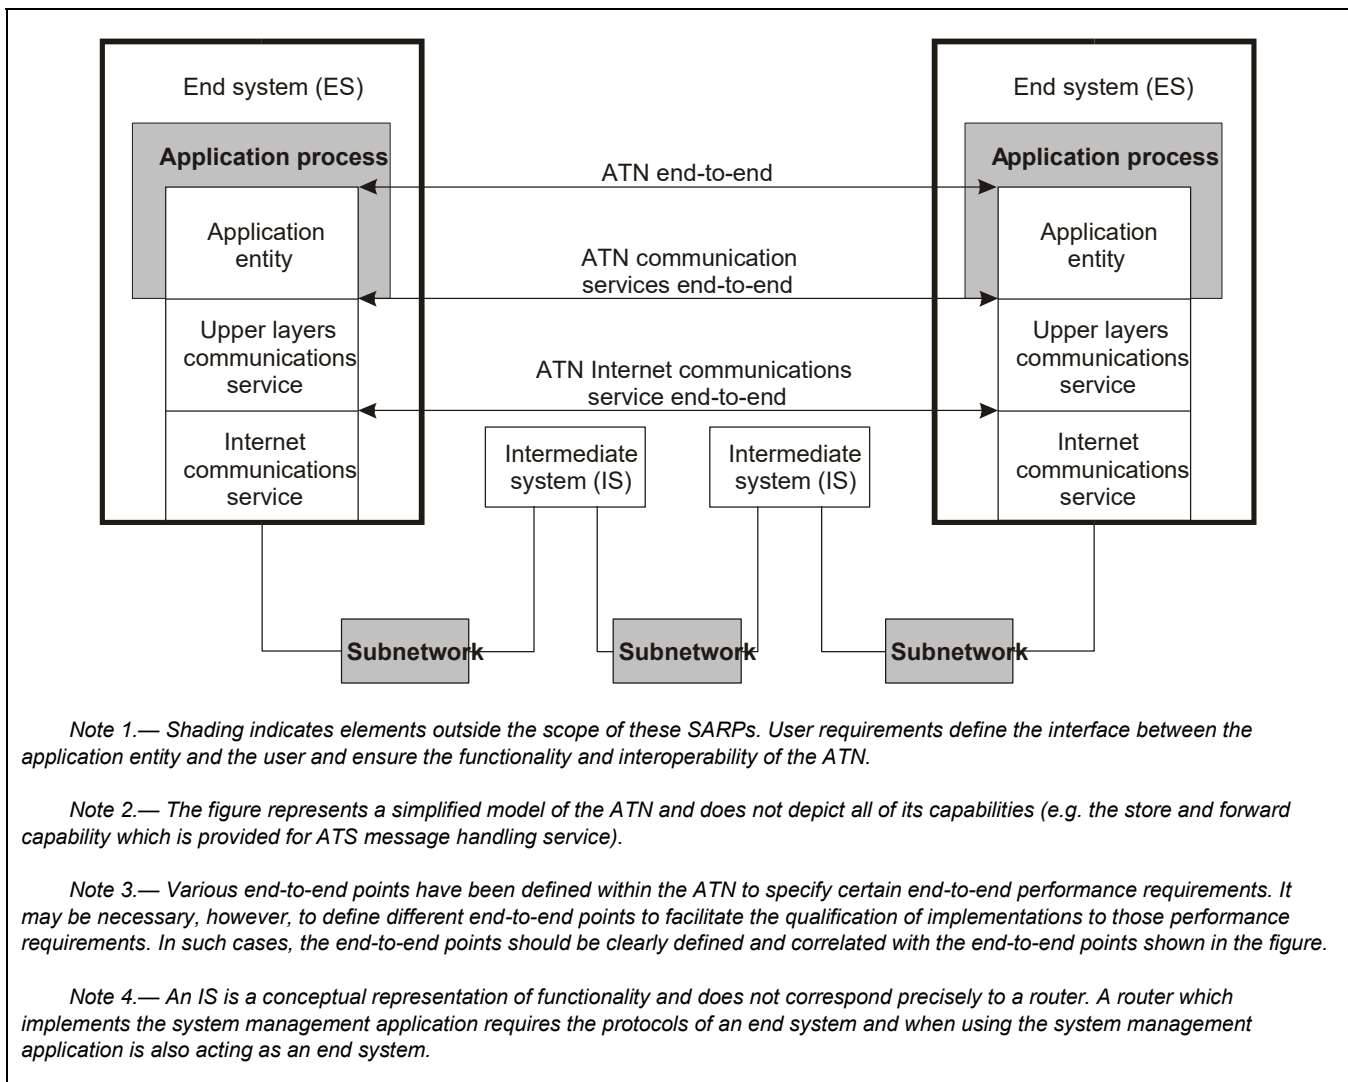 End system (ES)
End system (ES)
Application process
Application process
ATN end-to-end
Application
entity
Application
entity
ATN communication
services end-to-end
Upper layers
communications
service
Upper layers
communications
service
ATN Internet communications
service end-to-end
Internet
communications
service
Intermediate
system (IS)
Intermediate
system (IS)
Internet
communications
service
Subnetwork
Subnetwork
Subnetwork
Note 1.— Shading indicates elements outside the scope of these SARPs. User requirements define the interface between the
application entity and the user and ensure the functionality and interoperability of the ATN.
Note 2.— The figure represents a simplified model of the ATN and does not depict all of its capabilities (e.g. the store and forward
capability which is provided for ATS message handling service).
Note 3.— Various end-to-end points have been defined within the ATN to specify certain end-to-end performance requirements. It
may be necessary, however, to define different end-to-end points to facilitate the qualification of implementations to those performance
requirements. In such cases, the end-to-end points should be clearly defined and correlated with the end-to-end points shown in the figure.
Note 4.— An IS is a conceptual representation of functionality and does not correspond precisely to a router. A router which
implements the system management application requires the protocols of an end system and when using the system management
application is also acting as an end system.